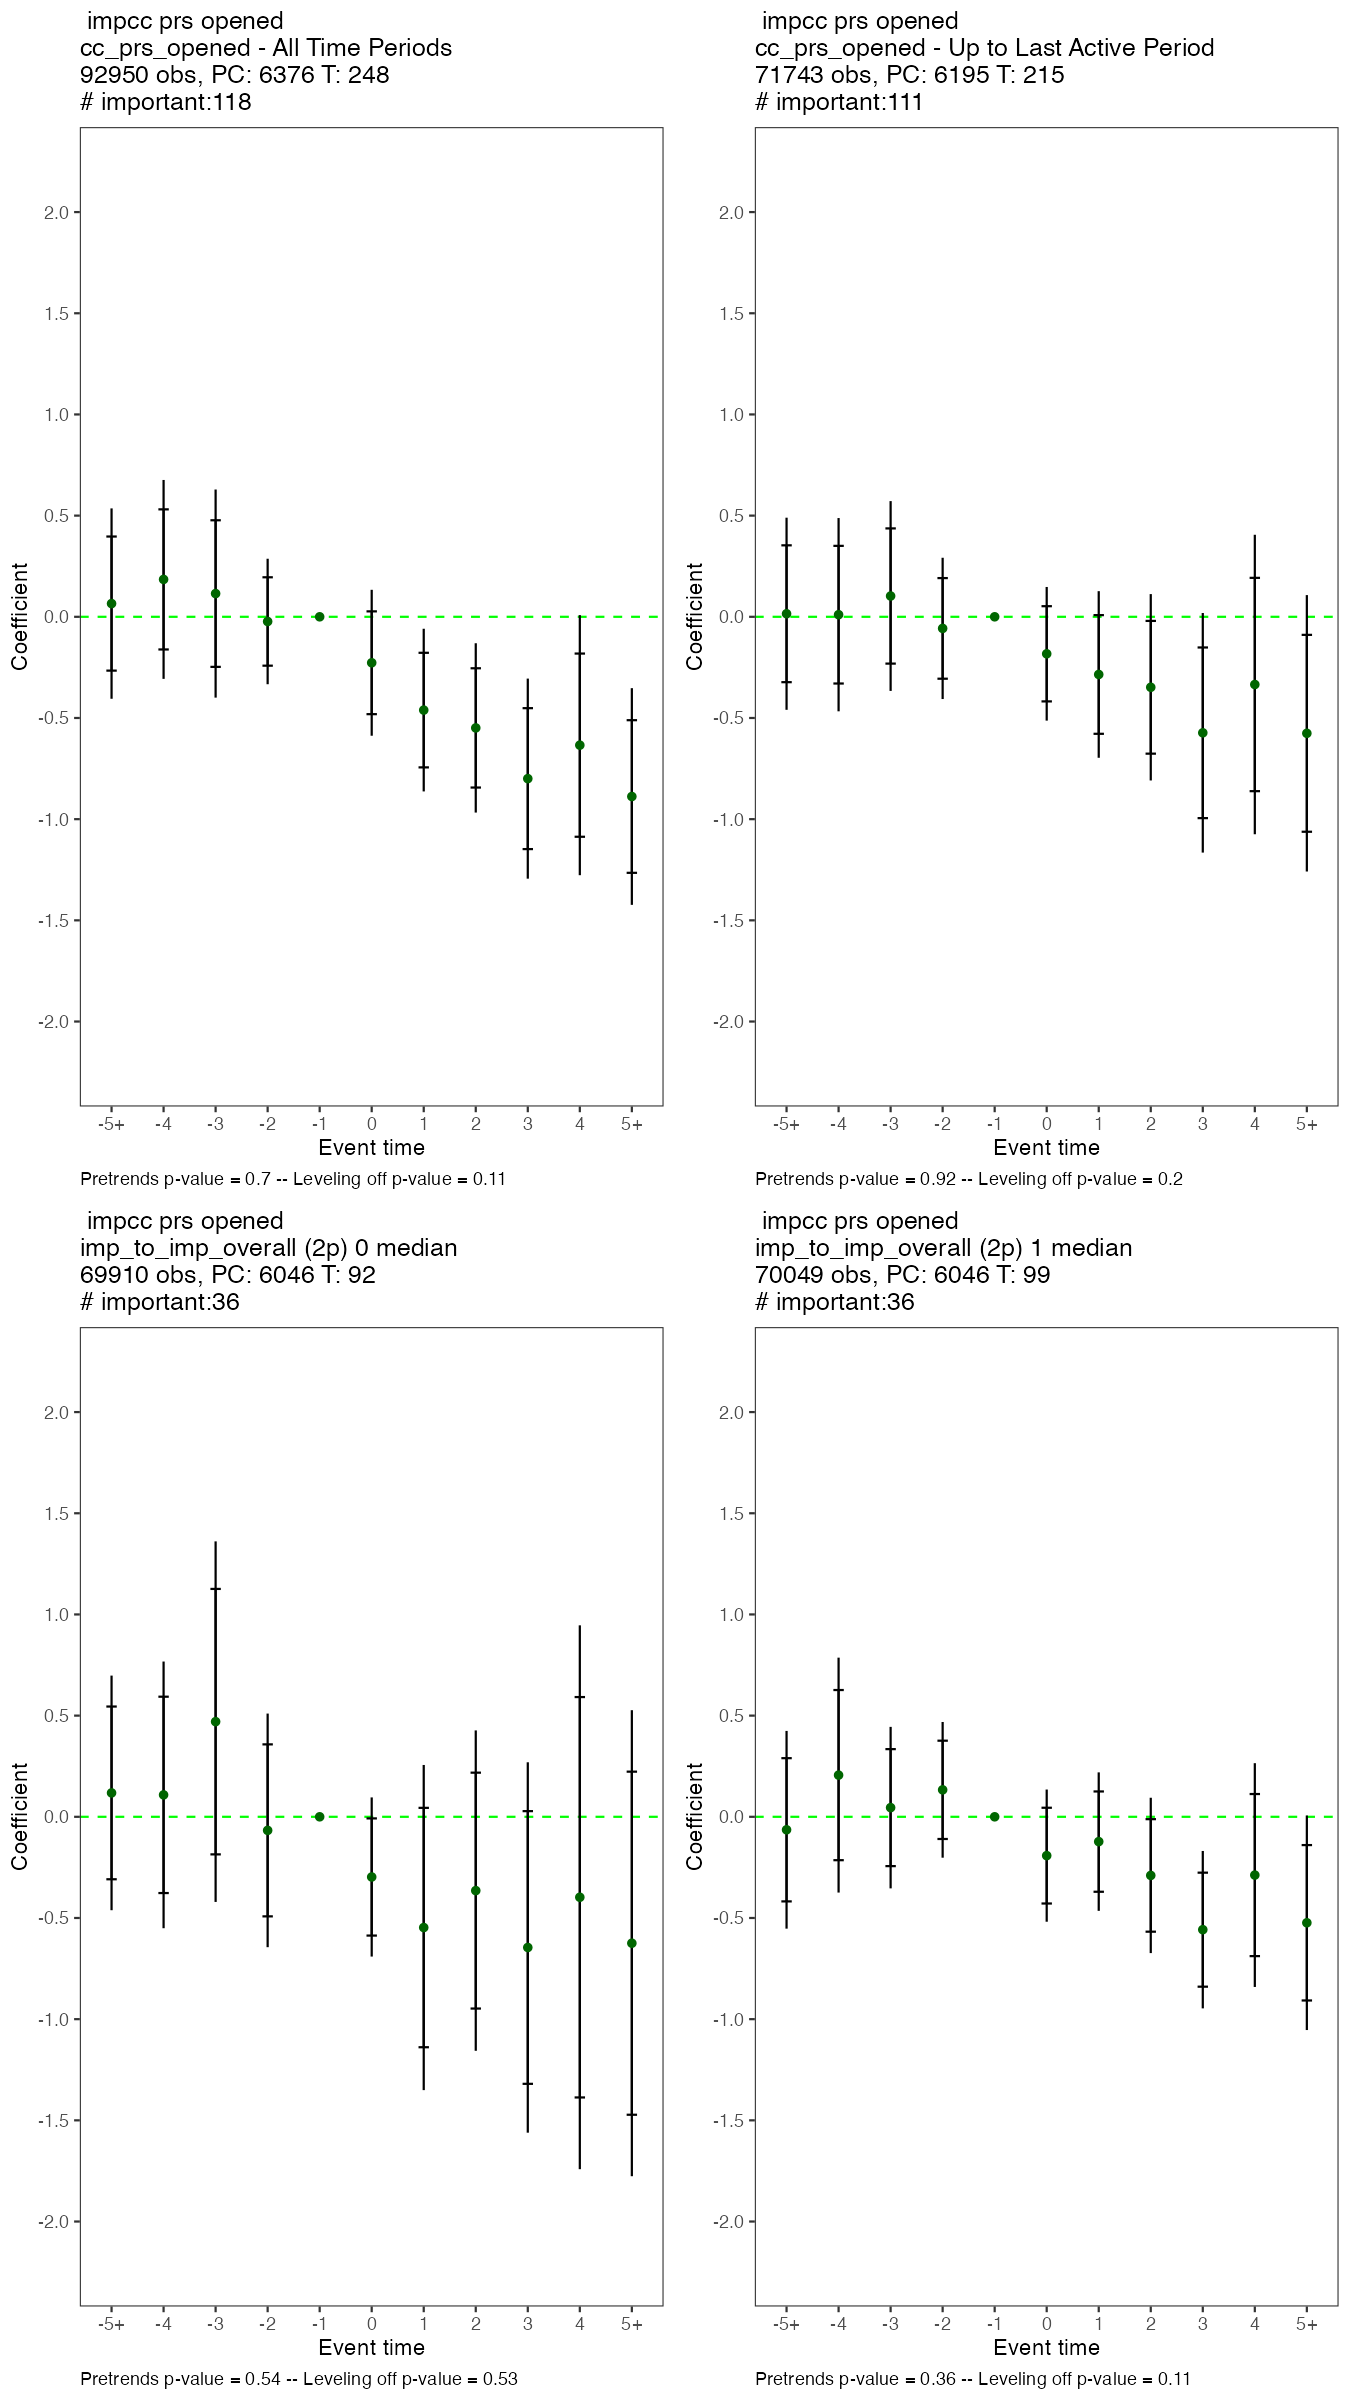 impcc prs opened
cc_prs_opened - All Time Periods
92950 obs, PC: 6376 T: 248
# important:118
Coefficient
2.0
1.5
1.0
0.5
0.0
-0.5
-1.0
-1.5
-2.0
-5+ -4 -3 -2 -1 0 1 2 3 4 5+
Event time
Pretrends p-value = 0.7 -- Leveling off p-value = 0.11
impcc prs opened
cc_prs_opened - Up to Last Active Period
71743 obs, PC: 6195 T: 215
# important:111
Coefficient
2.0
1.5
1.0
0.5
0.0
-0.5
-1.0
-1.5
-2.0
-5+ -4 -3 -2 -1 0 1 2 3 4 5+
Event time
Pretrends p-value = 0.92 -- Leveling off p-value = 0.2
impcc prs opened
imp_to_imp_overall (2p) 0 median
69910 obs, PC: 6046 T: 92
# important:36
Coefficient
2.0
1.5
1.0
0.5
0.0
-0.5
-1.0
-1.5
-2.0
-5+ -4 -3 -2 -1 0 1 2 3 4 5+
Event time
Pretrends p-value = 0.54 -- Leveling off p-value = 0.53
impcc prs opened
imp_to_imp_overall (2p) 1 median
70049 obs, PC: 6046 T: 99
# important:36
Coefficient
2.0
1.5
1.0
0.5
0.0
-0.5
-1.0
-1.5
-2.0
-5+ -4 -3 -2 -1 0 1 2 3 4 5+
Event time
Pretrends p-value = 0.36 -- Leveling off p-value = 0.11